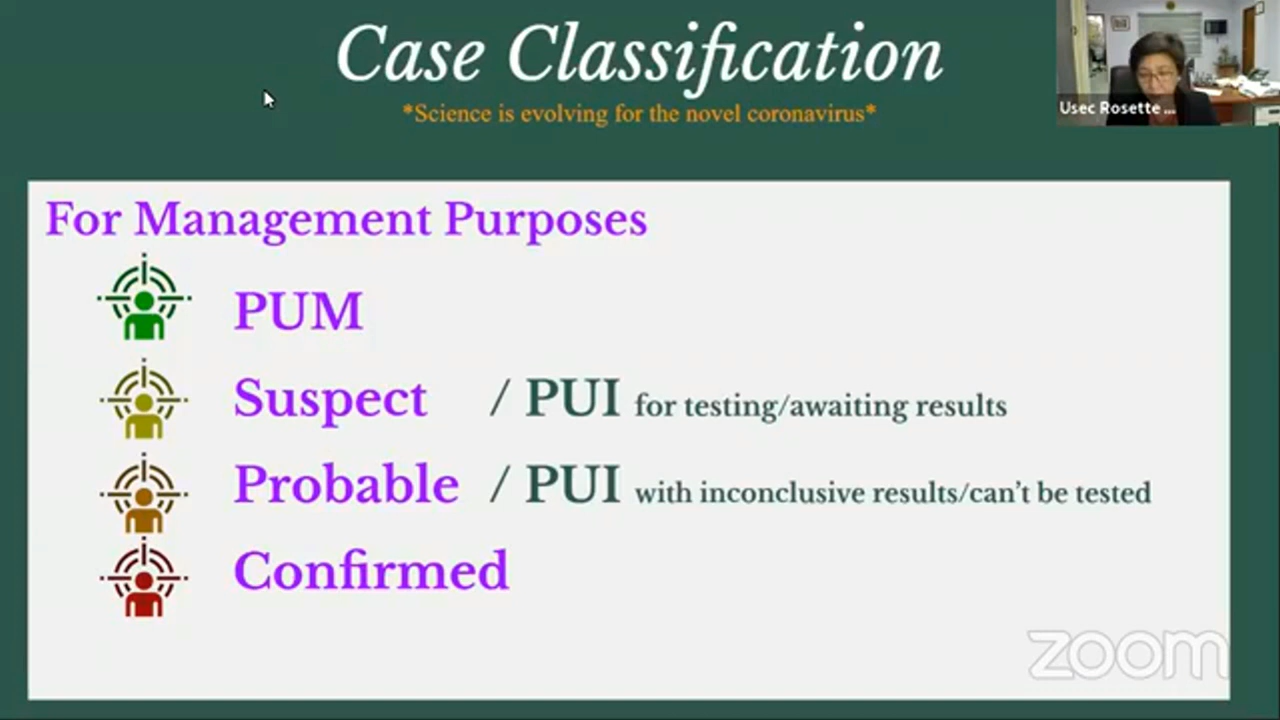 Case Classification
*Science is evolving for the novel coronavirus*
Usec Rosette ...
For Management Purposes
PUM
Suspect / PUI for testing/awaiting results
Probable / PUI with inconclusive results/can't be tested
Confirmed
zoom